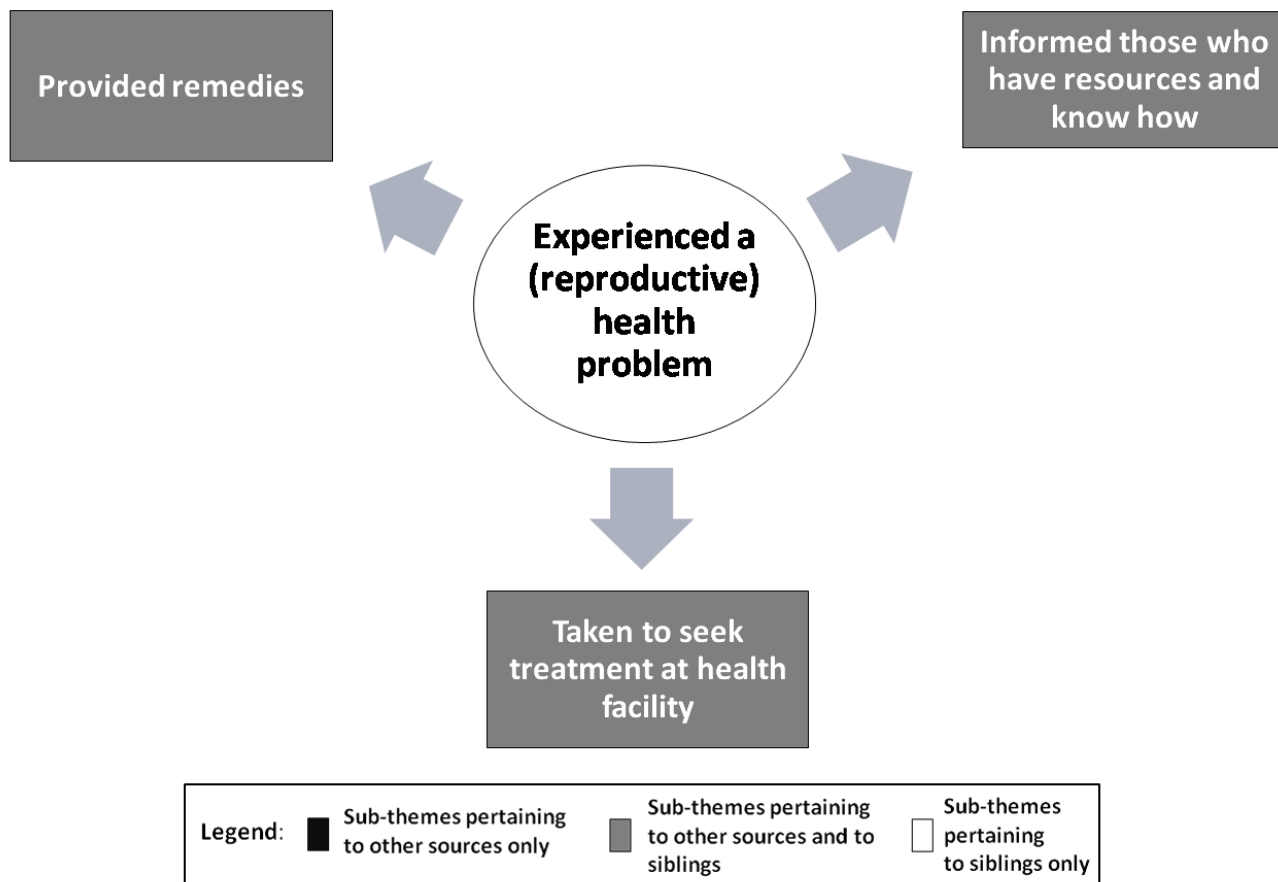 Provided remedies
Informed those who
have resources and
know how
Experienced a
(reproductive)
health
problem
Taken to seek
treatment at health
facility
Legend:
Sub-themes pertaining
to other sources only
Sub-themes pertaining
to other sources and to
siblings
Sub-themes
pertaining
to siblings only